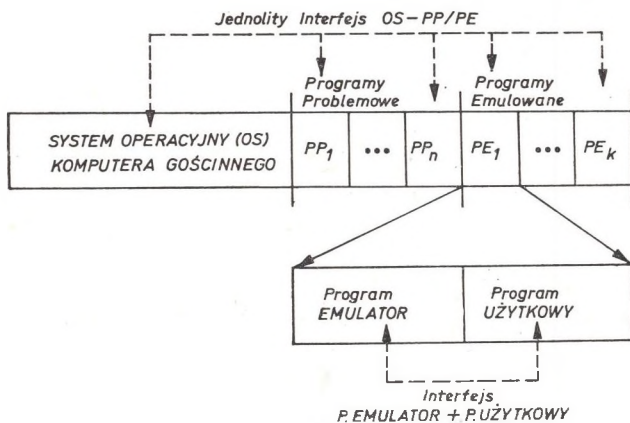 Jednolity Interfejs OS-PP/PE
Programy
Problemowe
Programy
Emulowane
SYSTEM OPERACYJNY (OS)
KOMPUTERA GOŚCINNEGO
PP1 ••• PPn PE1 ••• PEk
Program
EMULATOR
Program
UŻYTKOWY
Interfejs
P.EMULATOR + P.UŻYTKOWY